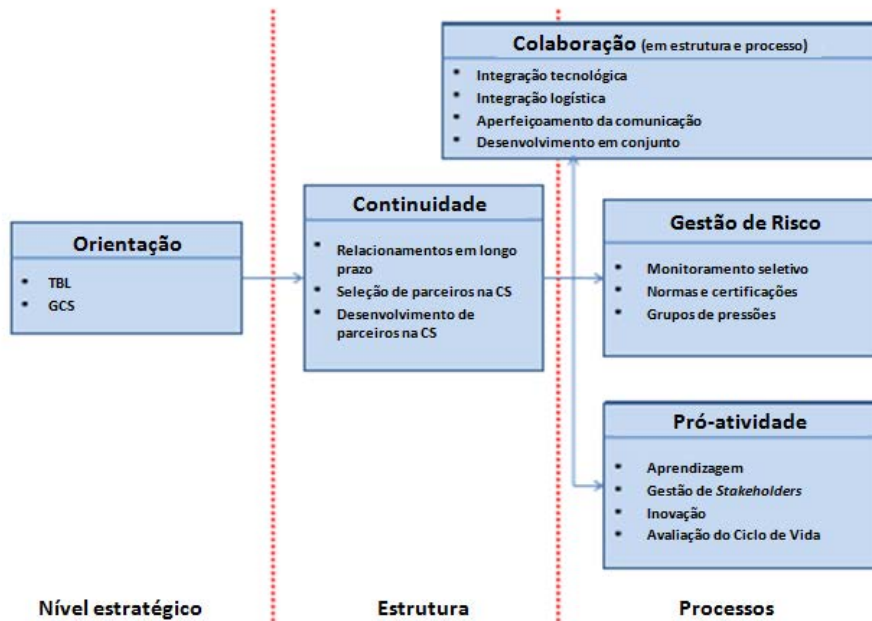 Colaboração (em estrutura e processo)
Integração tecnológica
Integração logística
Aperfeiçoamento da comunicação
Desenvolvimento em conjunto
Orientação
TBL
GCS
Continuidade
Relacionamentos em longo
prazo
Seleção de parceiros na CS
Desenvolvimento de
parceiros na CS
Gestão de Risco
Monitoramento seletivo
Normas e certificações
Grupos de pressões
Pró-atividade
Aprendizagem
Gestão de Stakeholders
Inovação
Avaliação do Ciclo de Vida
Nível estratégico
Estrutura
Processos